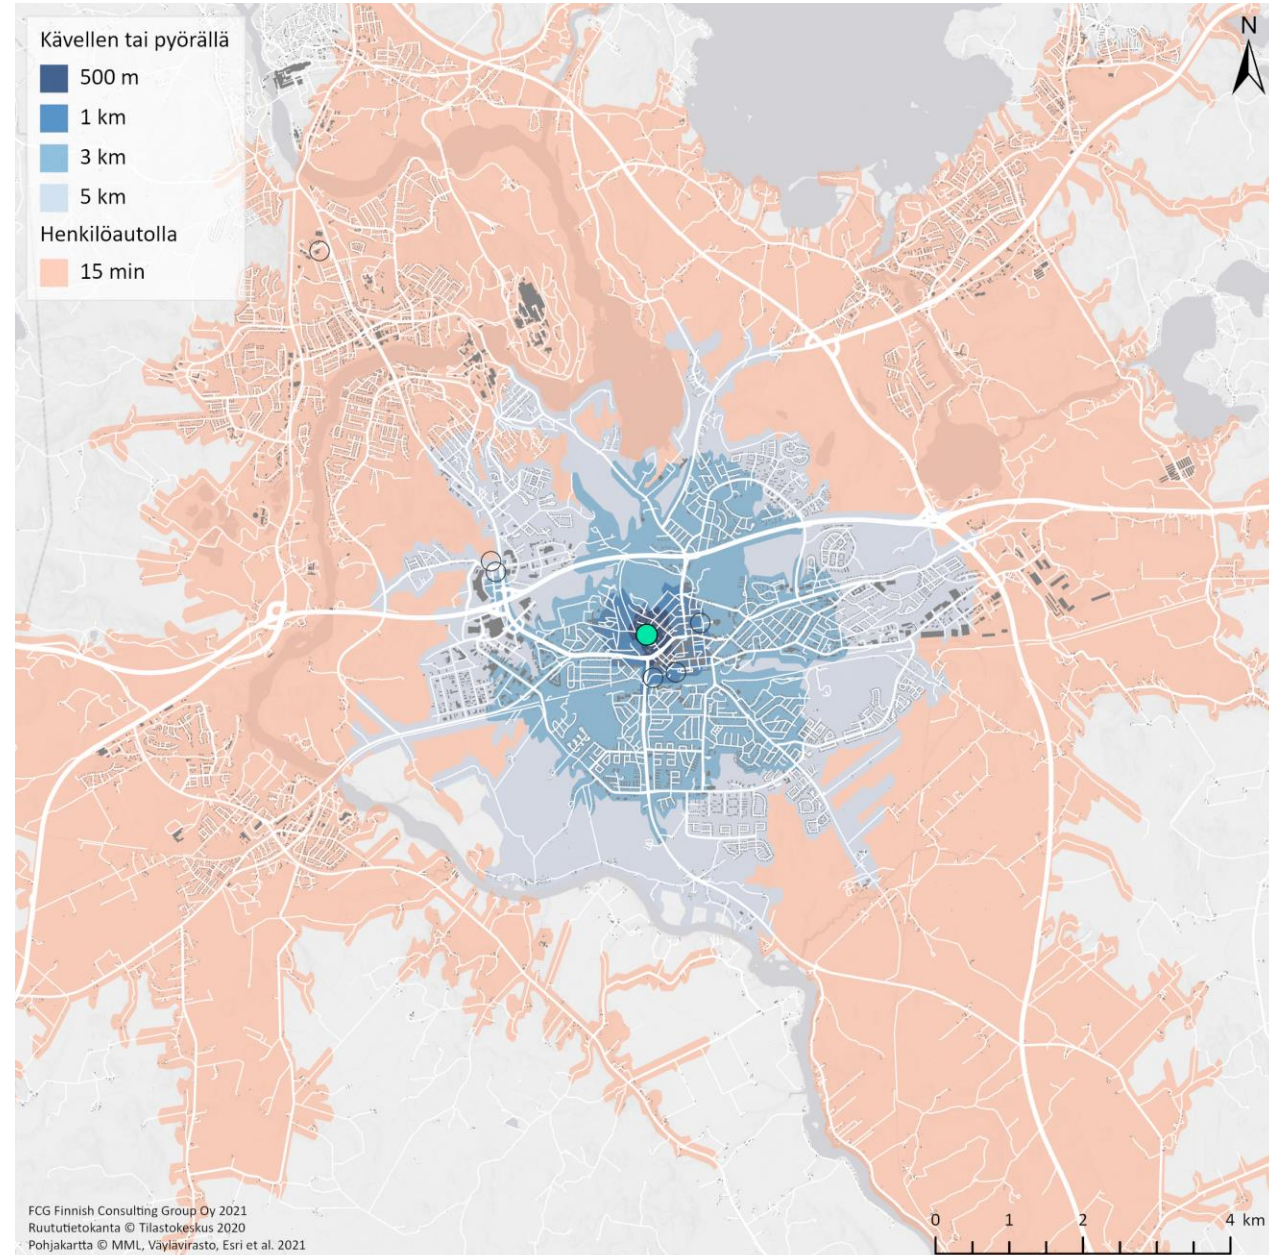 Kävellen tai pyörällä
500 m
1 km
3 km
5 km
Henkilöautolla
15 min
N
FCG Finnish Consulting Group Oy 2021
Ruututietokanta © Tilastokeskus 2020
Pohjakartta © MML, Väylävirasto, Esri et al. 2021
0 1 2 4 km